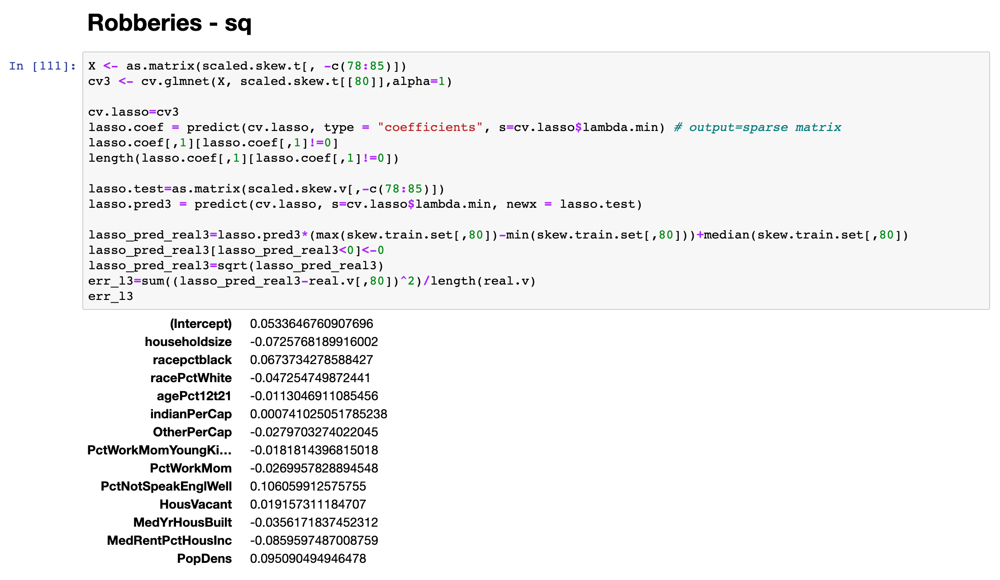 Robberies - sq
In [111]:
X <- as.matrix(scaled.skew.t[, -c(78:85)])
cv3 <- cv.glmnet(X, scaled.skew.t[[80]],alpha=1)
cv.lasso=cv3
lasso.coef = predict(cv.lasso, type = "coefficients", s=cv.lasso$lambda.min) # output=sparse matrix
lasso.coef[,1][lasso.coef[,1]!=0]
length(lasso.coef[,1][lasso.coef[,1]!=0])
lasso.test=as.matrix(scaled.skew.v[,-c(78:85)])
lasso.pred3 = predict(cv.lasso, s=cv.lasso$lambda.min, newx = lasso.test)
lasso_pred_real3=lasso.pred3*(max(skew.train.set[,80])-min(skew.train.set[,80]))+median(skew.train.set[,80])
lasso_pred_real3[lasso_pred_real3<0]<-0
lasso_pred_real3=sqrt(lasso_pred_real3)
err_l3=sum((lasso_pred_real3-real.v[,80])^2)/length(real.v)
err_l3
(Intercept) 0.0533646760907696
householdsize -0.0725768189916002
racepctblack 0.0673734278588427
racePctWhite -0.047254749872441
agePct12t21 -0.0113046911085456
indianPerCap 0.000741025051785238
OtherPerCap -0.0279703274022045
PctWorkMomYoungKi... -0.0181814396815018
PctWorkMom -0.0269957828894548
PctNotSpeakEnglWell 0.106059912575755
HousVacant 0.019157311184707
MedYrHousBuilt -0.0356171837452312
MedRentPctHousInc -0.0859597487008759
PopDens 0.095090494946478